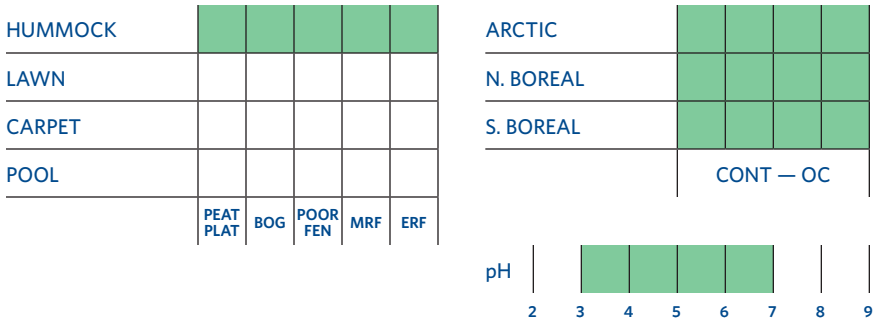 HUMMOCK
LAWN
CARPET
POOL
PEAT PLAT BOG POOR FEN MRF ERF
ARCTIC
N. BOREAL
S. BOREAL
CONT — OC
pH
2 3 4 5 6 7 8 9